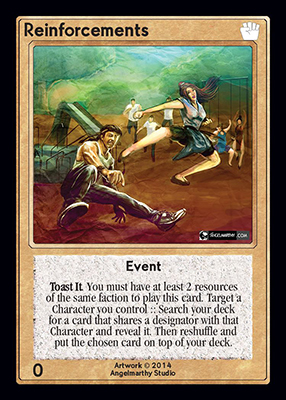 Reinforcements
ANGELMARTHY.COM
Event
Toast It. You must have at least 2 resources
of the same faction to play this card. Target a
Character you control :: Search your deck
for a card that shares a designator with that
Character and reveal it. Then reshuffle and
put the chosen card on top of your deck.
0
Artwork © 2014
Angelmarthy Studio